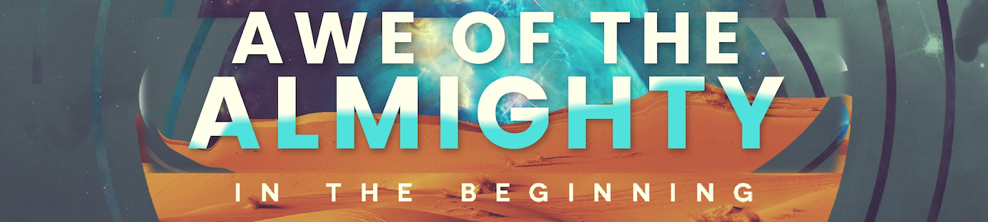 AWE OF THE
ALMIGHTY
IN THE BEGINNING